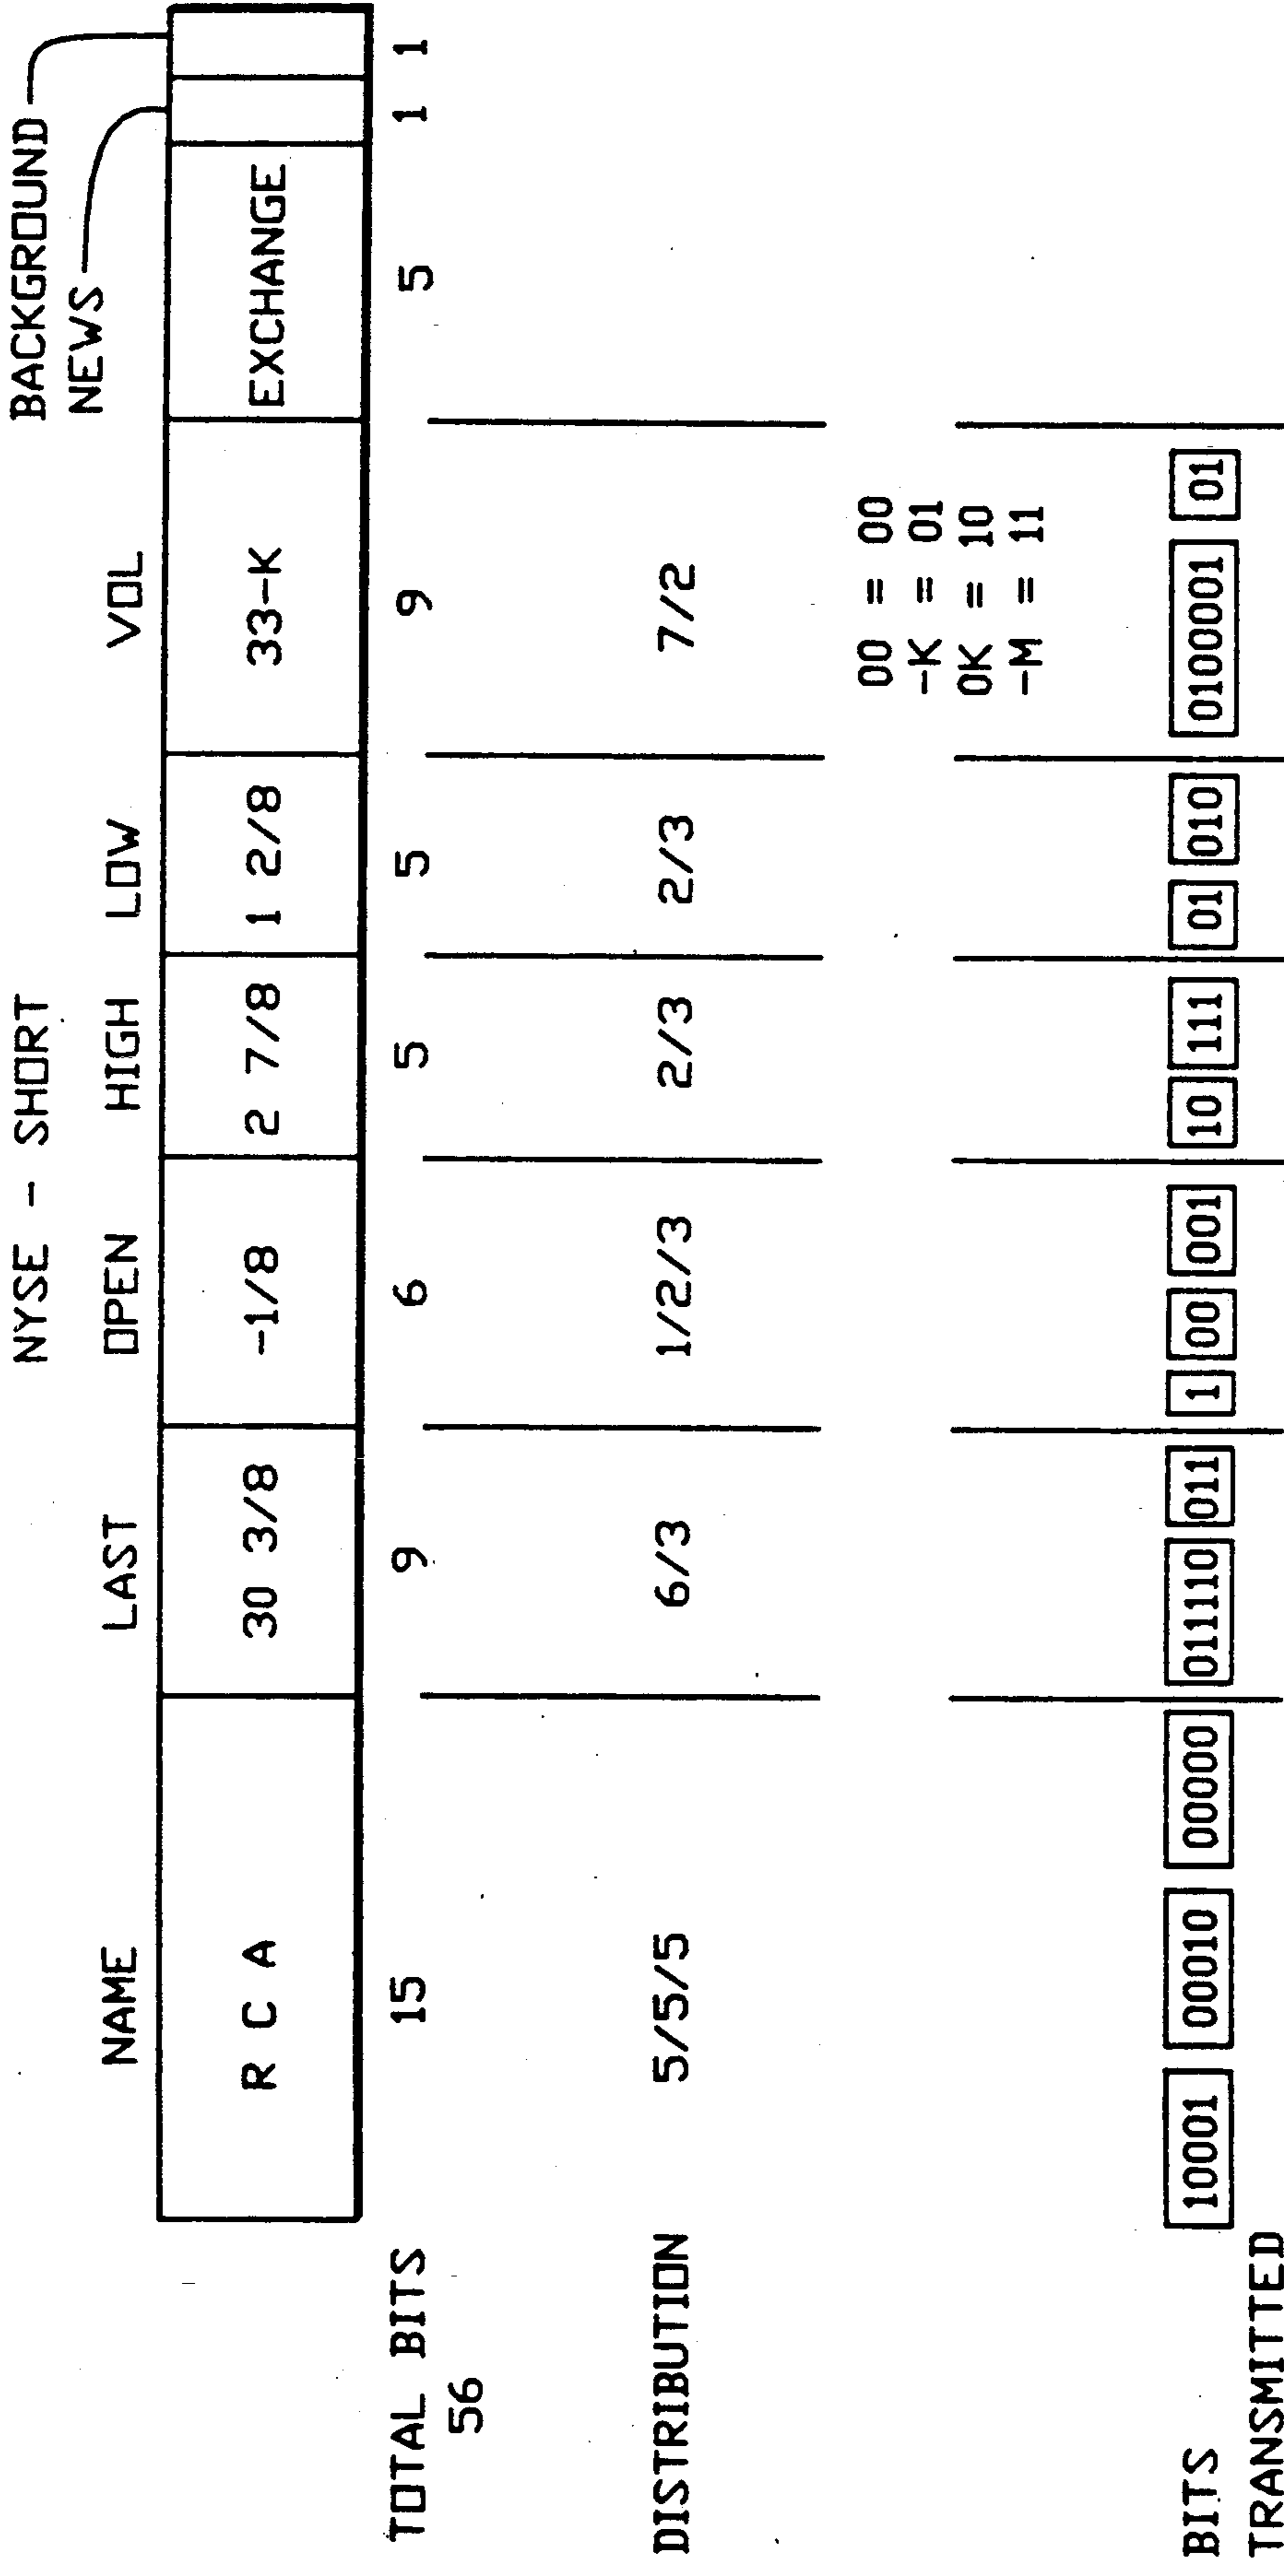 NYSE - SHORT
BACKGROUND
NEWS
NAME LAST OPEN HIGH LOW VOL
R C A 30 3/8 -1/8 2 7/8 1 2/8 33-K EXCHANGE
TOTAL BITS 15 9 6 5 5 9 5 1 1
56
DISTRIBUTION 5/5/5 6/3 1/2/3 2/3 2/3 7/2
00 = 00
-K = 01
0K = 10
-M = 11
BITS 10001 00010 00000 011110 011 1 00 001 10 111 01 010 0100001 01
TRANSMITTED